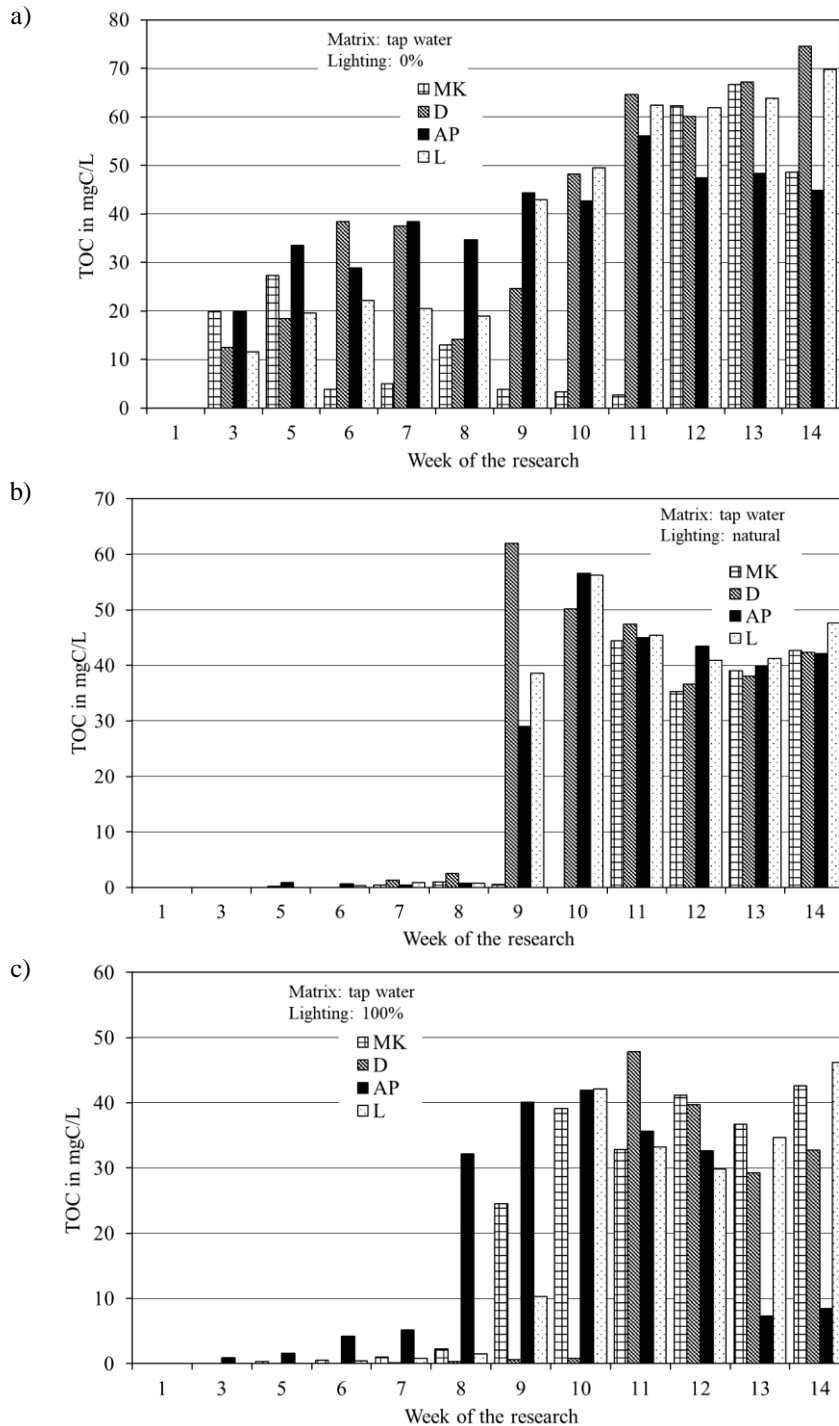 a)
80
70
60
50
40
30
20
10
0
TOC in mgC/L
Matrix: tap water
Lighting: 0%
MK
D
AP
L
1 3 5 6 7 8 9 10 11 12 13 14
Week of the research
b)
70
60
50
40
30
20
10
0
TOC in mgC/L
Matrix: tap water
Lighting: natural
MK
D
AP
L
1 3 5 6 7 8 9 10 11 12 13 14
Week of the research
c)
60
50
40
30
20
10
0
TOC in mgC/L
Matrix: tap water
Lighting: 100%
MK
D
AP
L
1 3 5 6 7 8 9 10 11 12 13 14
Week of the research